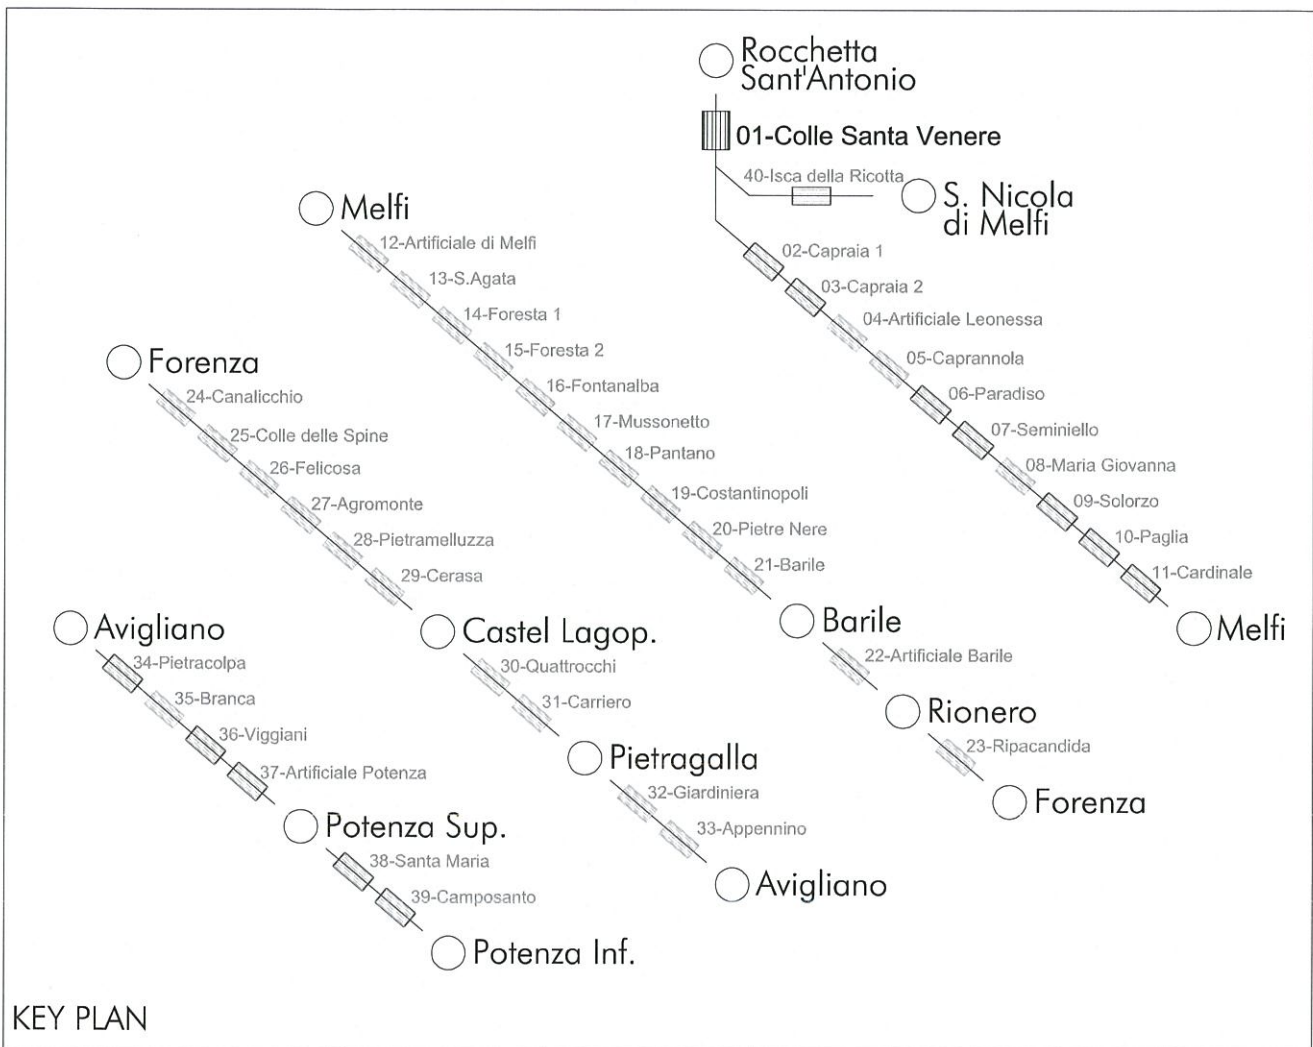 Rocchetta
Sant'Antonio
01-Colle Santa Venere
40-Isca della Ricotta
S. Nicola
di Melfi
02-Capraia 1
03-Capraia 2
04-Artificiale Leonessa
05-Caprannola
06-Paradiso
07-Seminiello
08-Maria Giovanna
09-Solorzo
10-Paglia
11-Cardinale
Melfi
Melfi
12-Artificiale di Melfi
13-S.Agata
14-Foresta 1
15-Foresta 2
16-Fontanalba
17-Mussonetto
18-Pantano
19-Costantinopoli
20-Pietre Nere
21-Barile
Barile
22-Artificiale Barile
Rionero
23-Ripacandida
Forenza
Forenza
24-Canalicchio
25-Colle delle Spine
26-Felicosa
27-Agromonte
28-Pietramelluzza
29-Cerasa
Castel Lagop.
30-Quattrocchi
31-Carriero
Pietragalla
32-Giardiniera
33-Appennino
Avigliano
Avigliano
34-Pietracolpa
35-Branca
36-Viggiani
37-Artificiale Potenza
Potenza Sup.
38-Santa Maria
39-Camposanto
Potenza Inf.
KEY PLAN